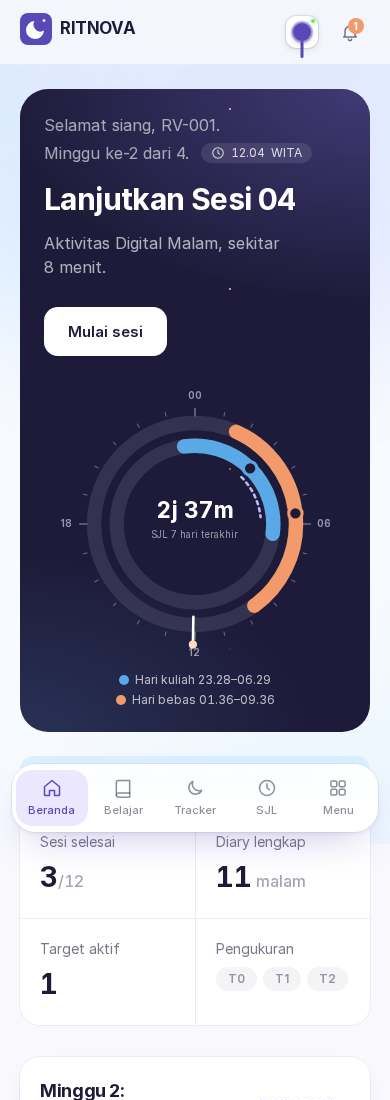 RITNOVA
1
Selamat siang, RV-001.
Minggu ke-2 dari 4. 12.04 WITA
Lanjutkan Sesi 04
Aktivitas Digital Malam, sekitar
8 menit.
Mulai sesi
00
2j 37m
SJL 7 hari terakhir
18
06
12
Hari kuliah 23.28–06.29
Hari bebas 01.36–09.36
Beranda Belajar Tracker SJL Menu
Sesi selesai
3/12
Diary lengkap
11 malam
Target aktif
1
Pengukuran
T0 T1 T2
Minggu 2: